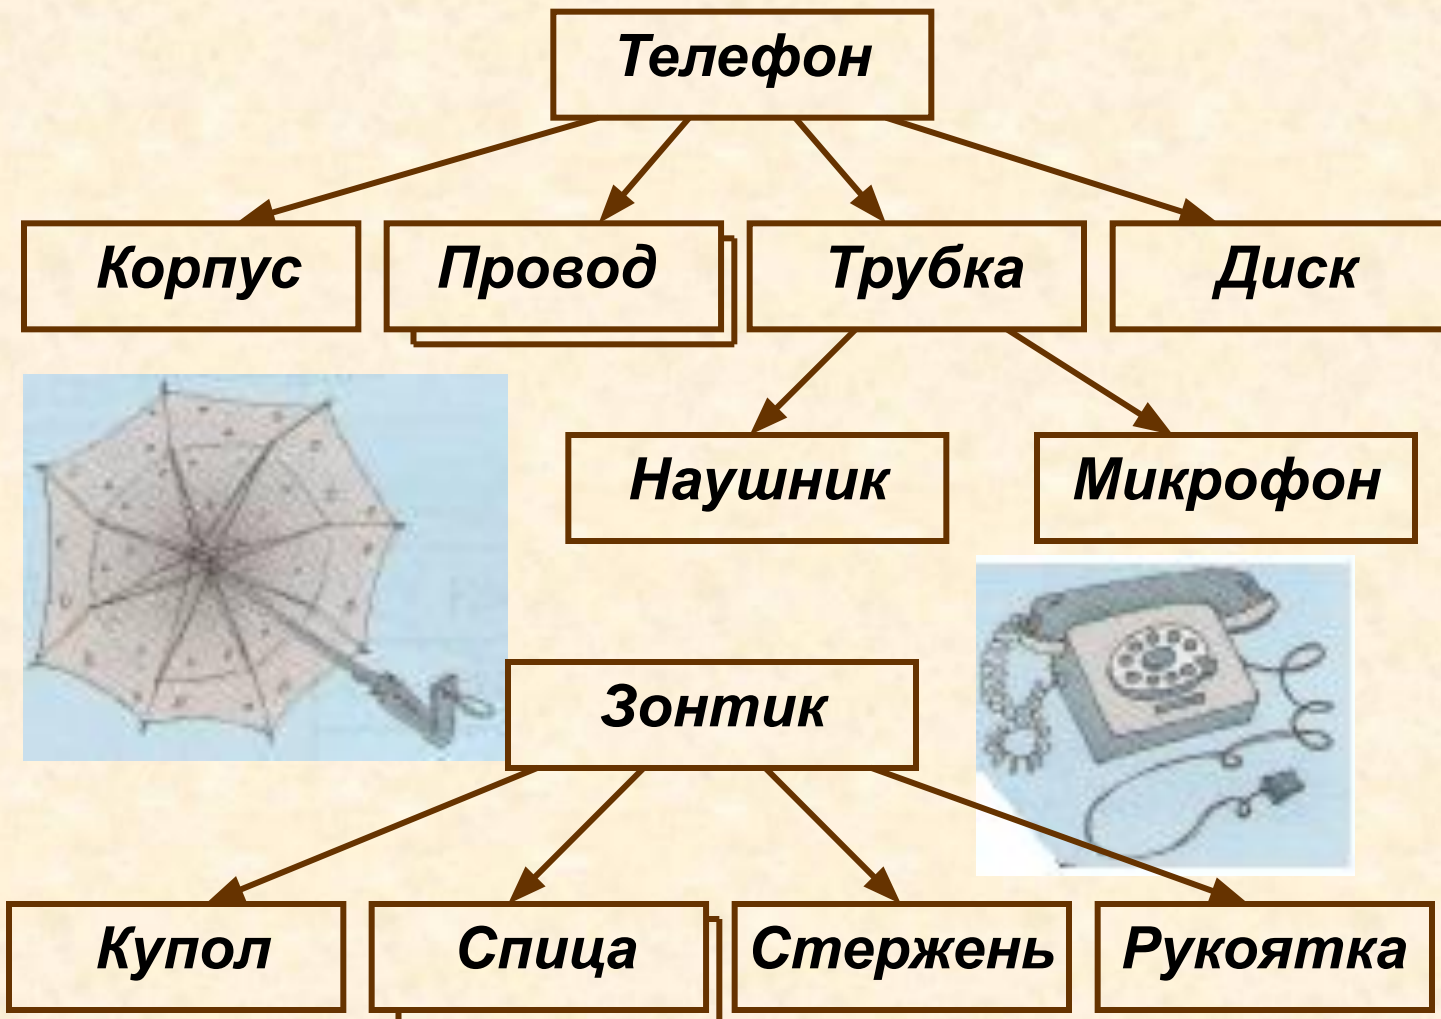 Телефон
Корпус Провод Трубка Диск
Наушник Микрофон
Зонтик
Купол Спица Стержень Рукоятка